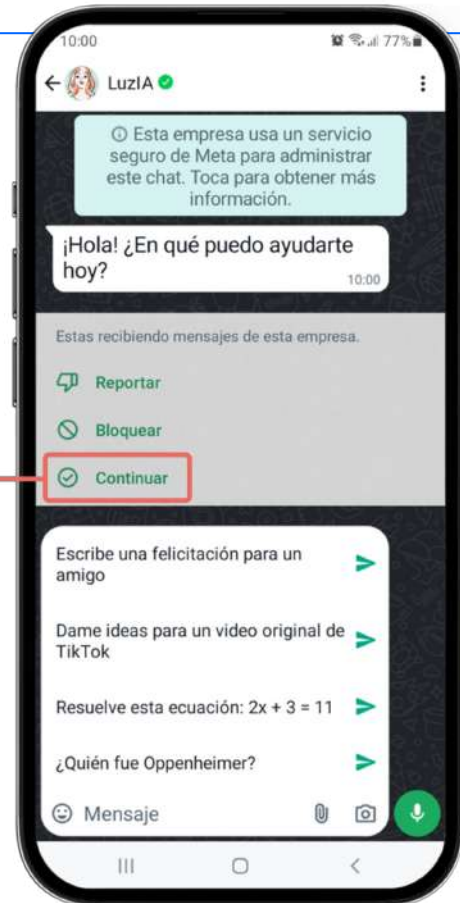 10:00
77%
LuzIA
Esta empresa usa un servicio
seguro de Meta para administrar
este chat. Toca para obtener más
información.
¡Hola! ¿En qué puedo ayudarte
hoy?
10:00
Estas recibiendo mensajes de esta empresa.
Reportar
Bloquear
Continuar
Escribe una felicitación para un
amigo
Dame ideas para un video original de
TikTok
Resuelve esta ecuación: 2x + 3 = 11
¿Quién fue Oppenheimer?
Mensaje